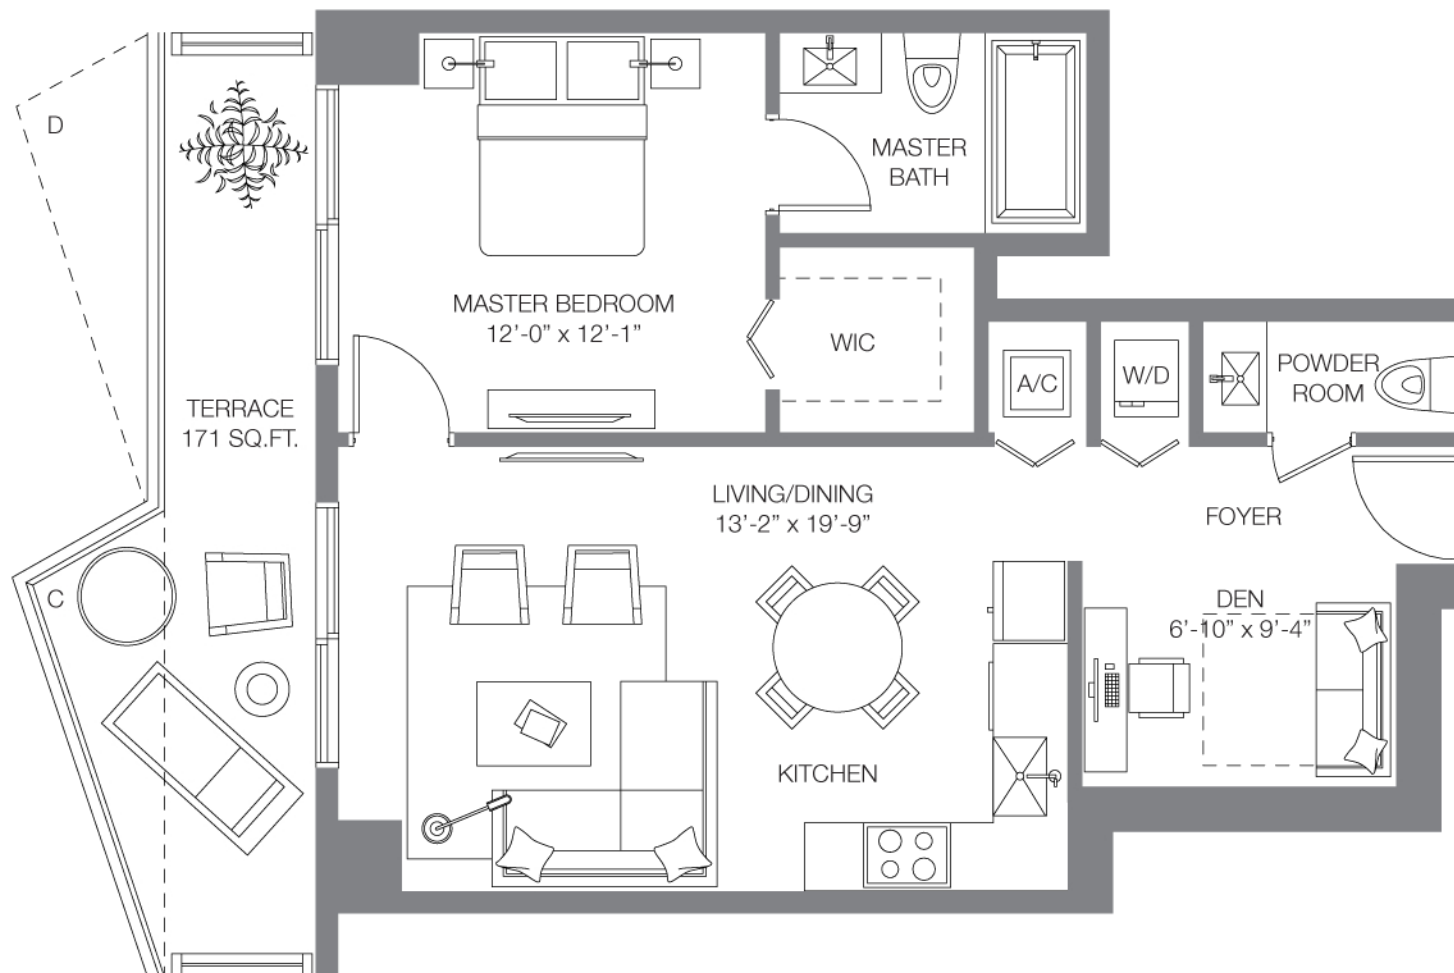 D
MASTER
BATH
MASTER BEDROOM
12’-0” x 12’-1”
WIC
A/C
W/D
POWDER
ROOM
TERRACE
171 SQ.FT.
LIVING/DINING
13’-2” x 19’-9”
FOYER
C
DEN
6’-10” x 9’-4”
KITCHEN